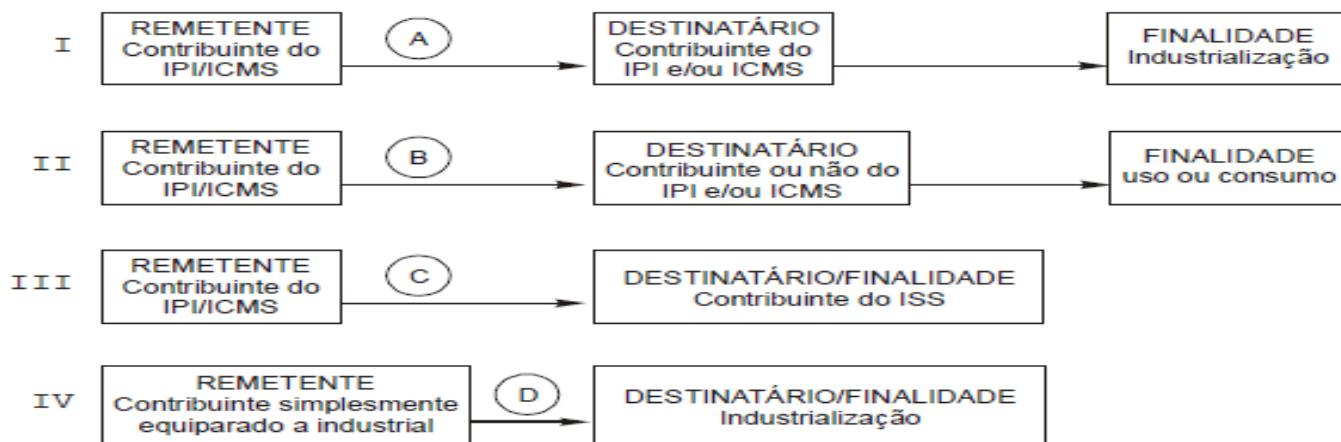 I
REMETENTE
Contribuinte do
IPI/ICMS
A
DESTINATÁRIO
Contribuinte do
IPI e/ou ICMS
FINALIDADE
Industrialização
II
REMETENTE
Contribuinte do
IPI/ICMS
B
DESTINATÁRIO
Contribuinte ou não do
IPI e/ou ICMS
FINALIDADE
uso ou consumo
III
REMETENTE
Contribuinte do
IPI/ICMS
C
DESTINATÁRIO/FINALIDADE
Contribuinte do ISS
IV
REMETENTE
Contribuinte simplesmente
equiparado a industrial
D
DESTINATÁRIO/FINALIDADE
Industrialização